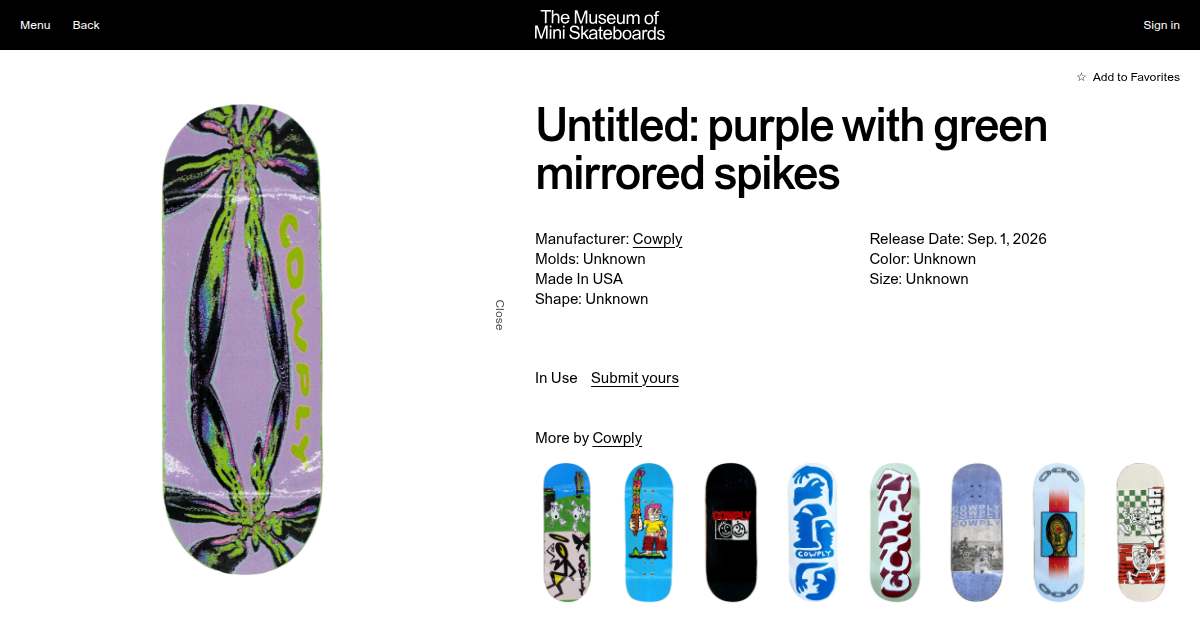 Menu
Back
The Museum of
Mini Skateboards
Sign in
☆ Add to Favorites
COWPLY
Untitled: purple with green
mirrored spikes
Manufacturer: Cowply
Molds: Unknown
Made In USA
Shape: Unknown
Release Date: Sep. 1, 2026
Color: Unknown
Size: Unknown
Close
In Use
Submit yours
More by Cowply
COWPLY
COWPLY
COWPLY